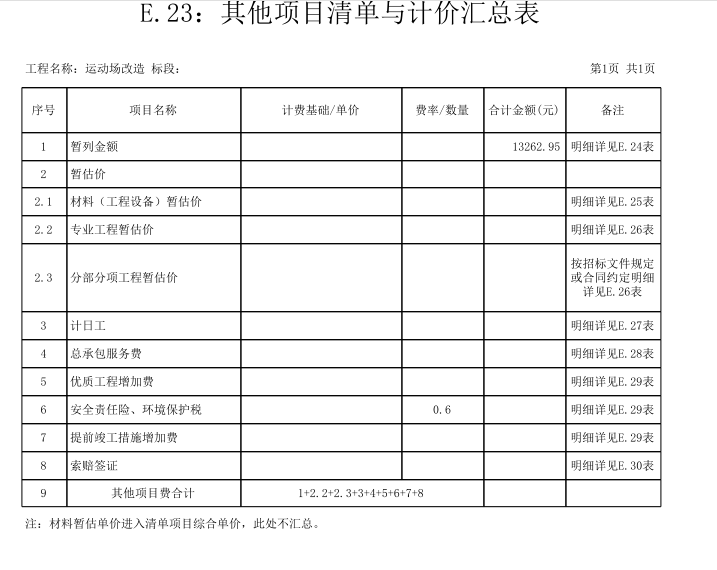 E.23: 其他项目清单与计价汇总表
工程名称: 运动场改造 标段: 第1页 共1页
序号 项目名称 计费基础/单价 费率/数量 合计金额(元) 备注
1 暂列金额 13262.95 明细详见E.24表
2 暂估价
2.1 材料（工程设备）暂估价 明细详见E.25表
2.2 专业工程暂估价 明细详见E.26表
2.3 分部分项工程暂估价 按招标文件规定
或合同约定明细
详见E.26表
3 计日工 明细详见E.27表
4 总承包服务费 明细详见E.28表
5 优质工程增加费 明细详见E.29表
6 安全责任险、环境保护税 0.6 明细详见E.29表
7 提前竣工措施增加费 明细详见E.29表
8 索赔签证 明细详见E.30表
9 其他项目费合计 1+2.2+2.3+3+4+5+6+7+8
注: 材料暂估单价进入清单项目综合单价，此处不汇总。